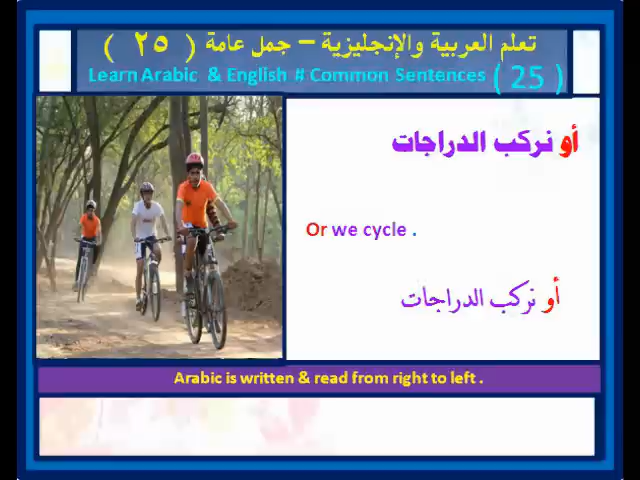 تعلم العربية والإنجليزية – جمل عامة ( ٢٥ )
Learn Arabic & English # Common Sentences ( 25 )
أو نركب الدراجات
Or we cycle .
أو نركب الدراجات
Arabic is written & read from right to left .